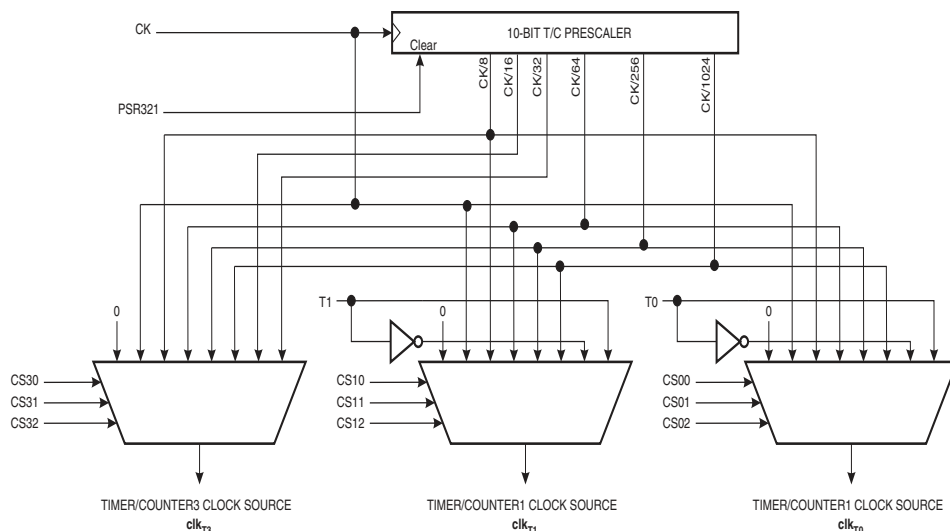 CK
10-BIT T/C PRESCALER
Clear
CK/8
CK/16
CK/32
CK/64
CK/256
CK/1024
PSR321
T1
T0
0
0
0
CS30
CS31
CS32
CS10
CS11
CS12
CS00
CS01
CS02
TIMER/COUNTER3 CLOCK SOURCE
clkT3
TIMER/COUNTER1 CLOCK SOURCE
clkT1
TIMER/COUNTER1 CLOCK SOURCE
clkT0